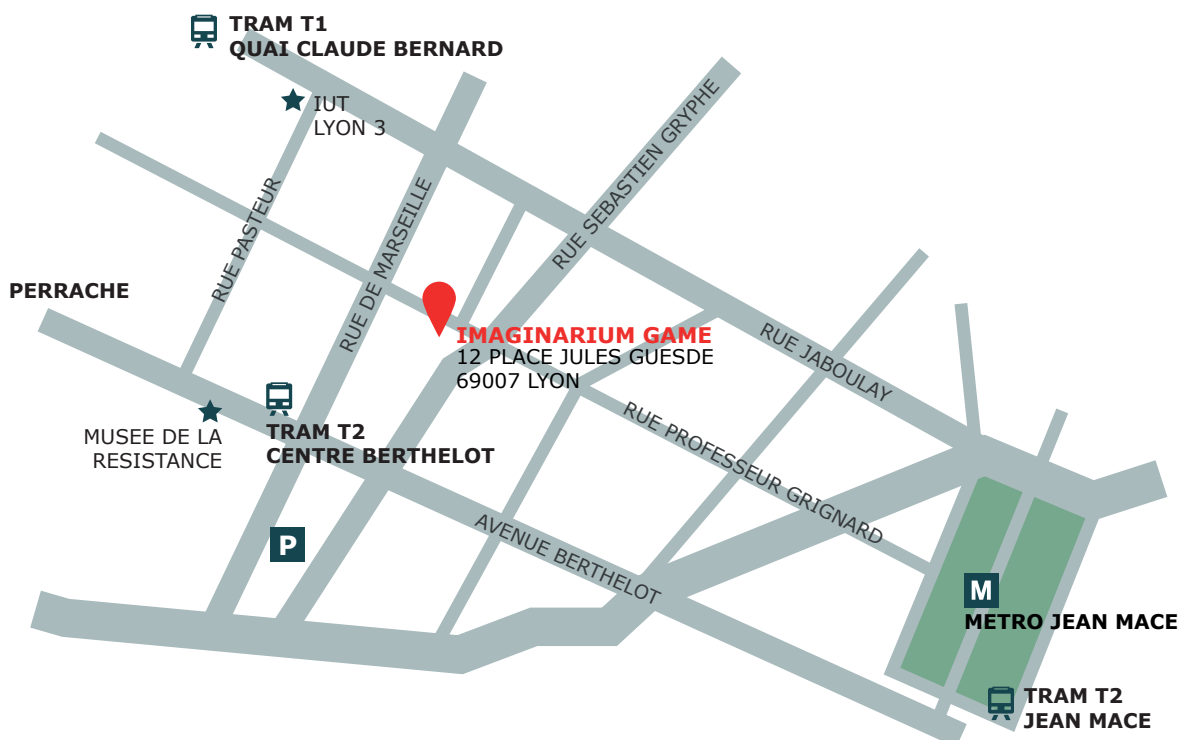 TRAM T1
QUAI CLAUDE BERNARD
IUT
LYON 3
RUE PASTEUR
RUE DE MARSEILLE
RUE SEBASTIEN GRYPHE
PERRACHE
IMAGINARIUM GAME
12 PLACE JULES GUESDE
69007 LYON
RUE JABOULAY
TRAM T2
CENTRE BERTHELOT
MUSEE DE LA
RESISTANCE
RUE PROFESSEUR GRIGNARD
P
AVENUE BERTHELOT
M
METRO JEAN MACE
TRAM T2
JEAN MACE